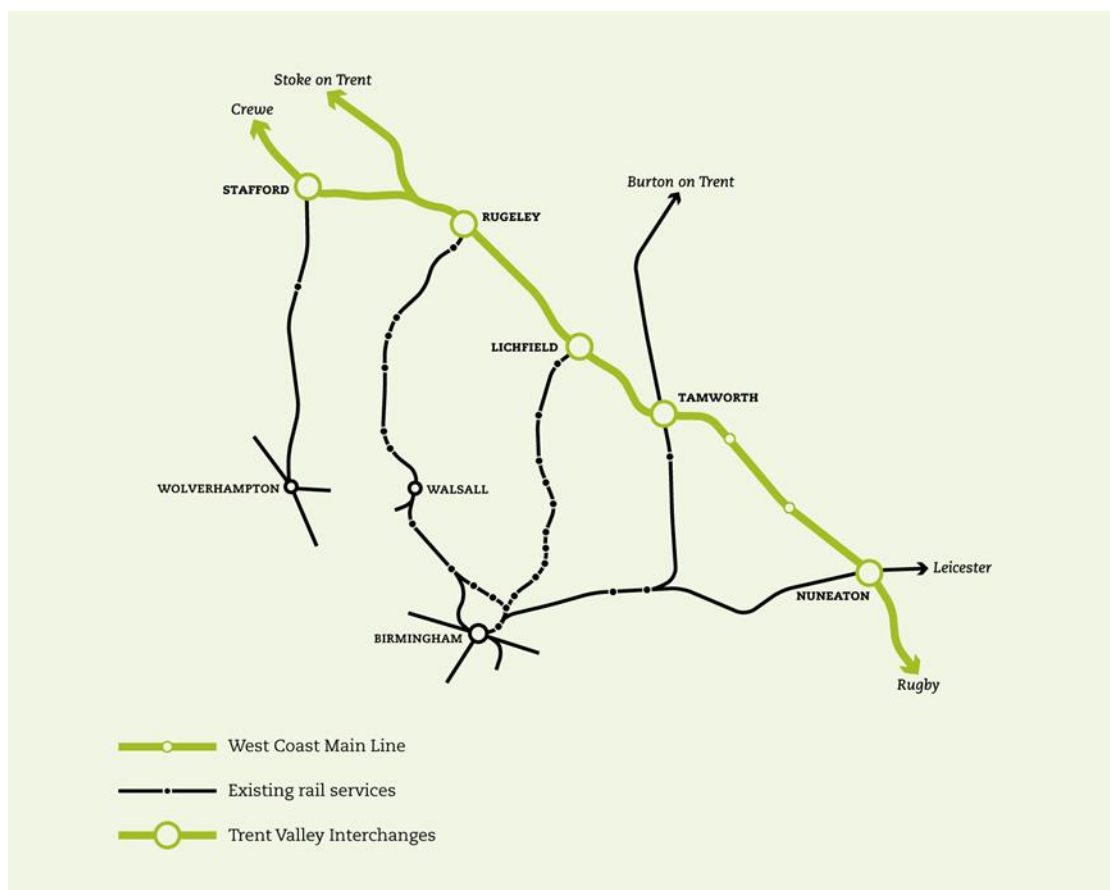 Stoke on Trent
Crewe
STAFFORD
Burton on Trent
RUGELEY
LICHFIELD
TAMWORTH
WOLVERHAMPTON
WALSALL
Leicester
NUNEATON
BIRMINGHAM
Rugby
West Coast Main Line
Existing rail services
Trent Valley Interchanges